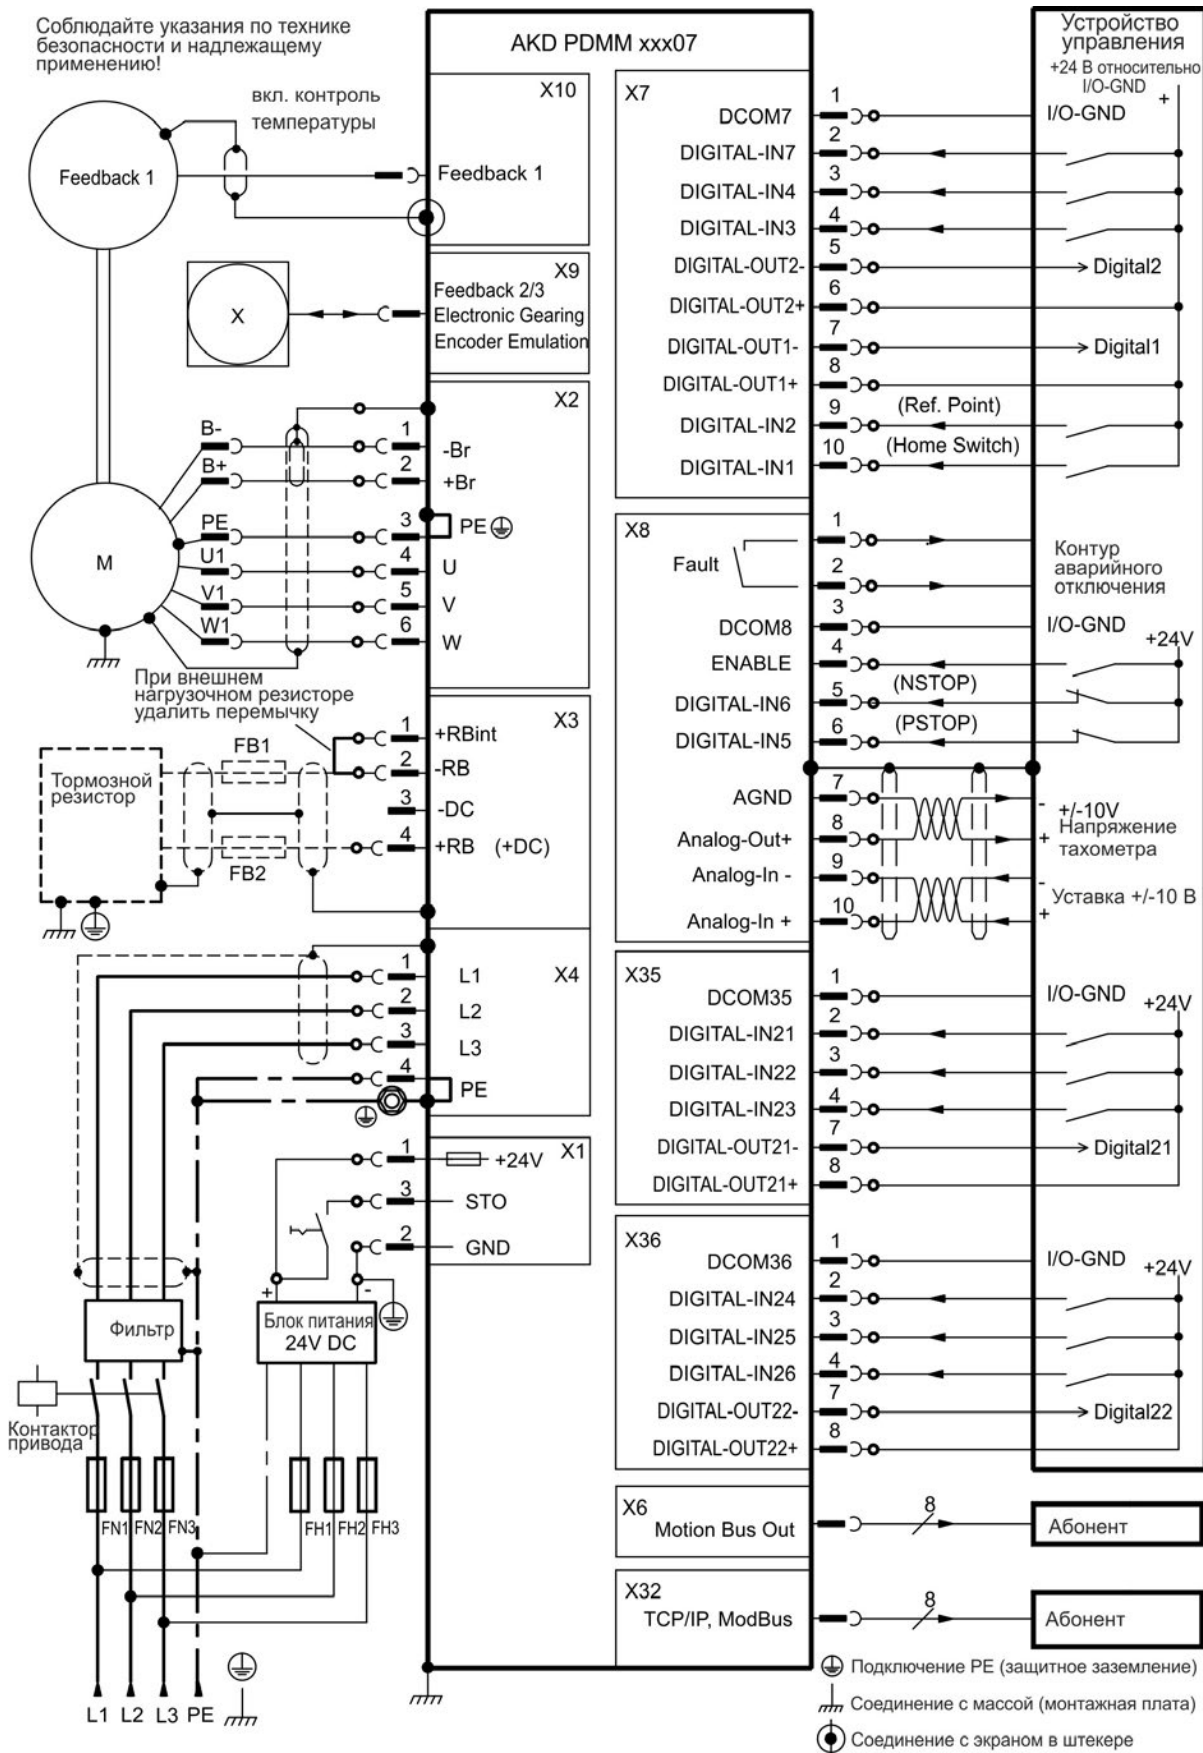 Соблюдайте указания по технике
безопасности и надлежащему
применению!
AKD PDMM xxx07
Устройство
управления
+24 В относительно
I/O-GND
+
вкл. контроль
температуры
Feedback 1
X10
Feedback 1
X
X9
Feedback 2/3
Electronic Gearing
Encoder Emulation
X2
B-
1
-Br
B+
2
+Br
PE
3
PE
U1
4
U
V1
5
V
W1
6
W
M
При внешнем
нагрузочном резисторе
удалить перемычку
X3
1
+RBint
FB1
2
-RB
Тормозной
резистор
3
-DC
4
+RB (+DC)
FB2
X4
1
L1
2
L2
3
L3
4
PE
X1
1
+24V
3
STO
2
GND
+
-
Блок питания
24V DC
Фильтр
Контактор
привода
FN1
FN2
FN3
FH1
FH2
FH3
L1
L2
L3
PE
X7
DCOM7
1
I/O-GND
DIGITAL-IN7
2
DIGITAL-IN4
3
DIGITAL-IN3
4
DIGITAL-OUT2-
5
Digital2
DIGITAL-OUT2+
6
DIGITAL-OUT1-
7
Digital1
DIGITAL-OUT1+
8
DIGITAL-IN2
9
(Ref. Point)
DIGITAL-IN1
10
(Home Switch)
X8
Fault
1
2
Контур
аварийного
отключения
DCOM8
3
I/O-GND
+24V
ENABLE
4
DIGITAL-IN6
5
(NSTOP)
DIGITAL-IN5
6
(PSTOP)
AGND
7
-
+/-10V
Analog-Out+
8
+
Напряжение
тахометра
Analog-In -
9
-
Уставка +/-10 В
Analog-In +
10
+
X35
DCOM35
1
I/O-GND
+24V
DIGITAL-IN21
2
DIGITAL-IN22
3
DIGITAL-IN23
4
DIGITAL-OUT21-
7
Digital21
DIGITAL-OUT21+
8
X36
DCOM36
1
I/O-GND
+24V
DIGITAL-IN24
2
DIGITAL-IN25
3
DIGITAL-IN26
4
DIGITAL-OUT22-
7
Digital22
DIGITAL-OUT22+
8
X6
Motion Bus Out
8
Абонент
X32
TCP/IP, ModBus
8
Абонент
Подключение PE (защитное заземление)
Соединение с массой (монтажная плата)
Соединение с экраном в штекере